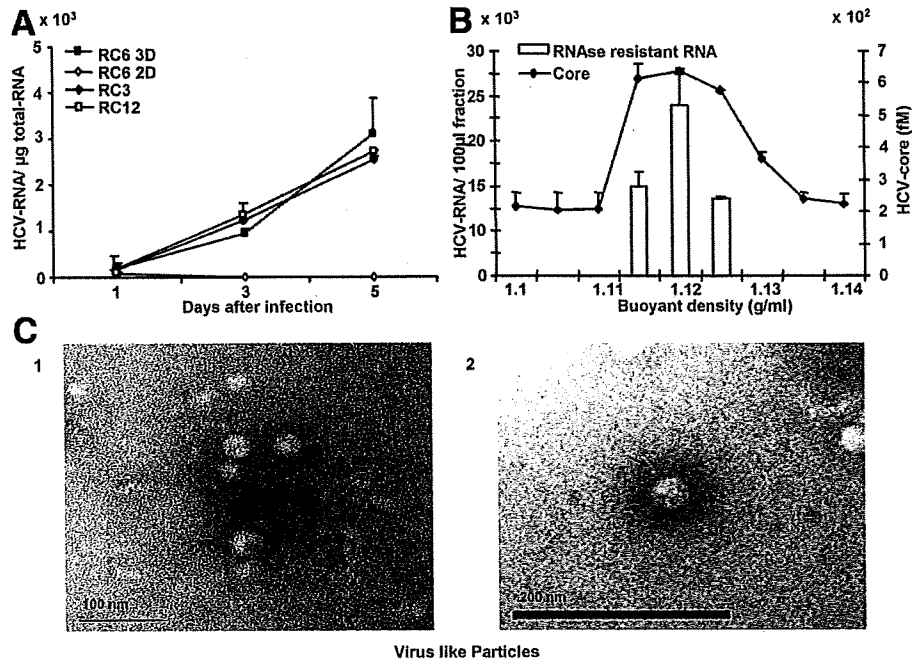 A
x 10³
5
4
3
2
1
0
HCV-RNA/ µg total-RNA
RC6 3D
RC6 2D
RC3
RC12
1
3
5
Days after infection
B
x 10³
x 10²
30
25
20
15
10
0
HCV-RNA/ 100µl fraction
RNAse resistant RNA
Core
7
6
5
4
3
2
1
0
HCV-core (fM)
1.1
1.11
1.12
1.13
1.14
Buoyant density (g/ml)
C
1
100 nm
2
200 nm
Virus like Particles